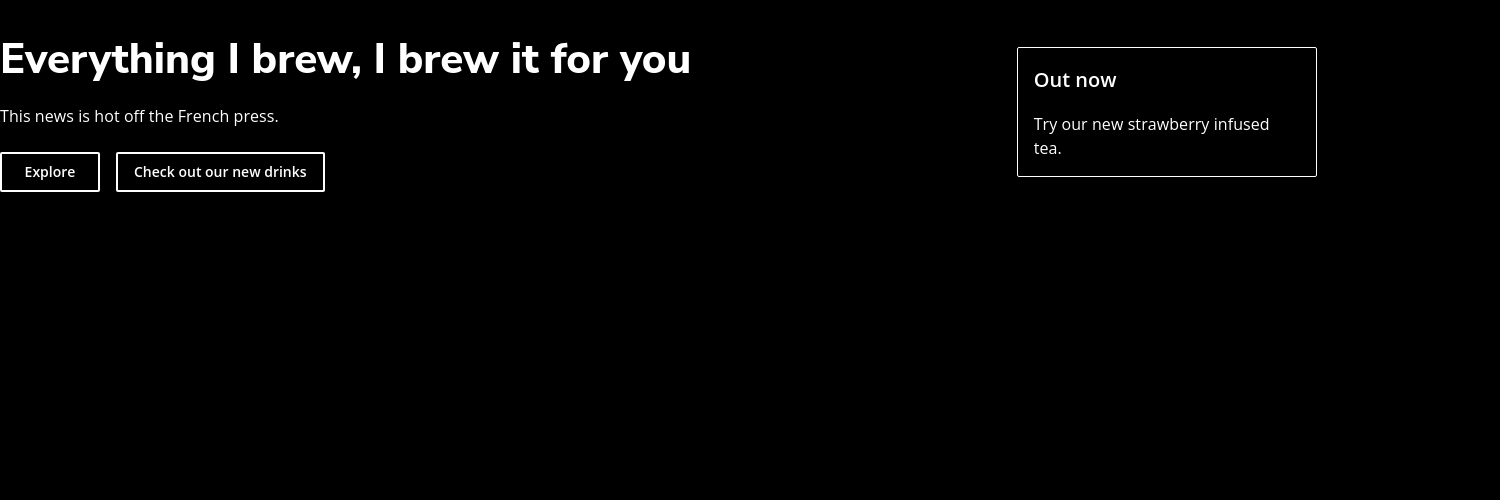 Everything I brew, I brew it for you
This news is hot off the French press.
Explore
Check out our new drinks
Out now
Try our new strawberry infused
tea.